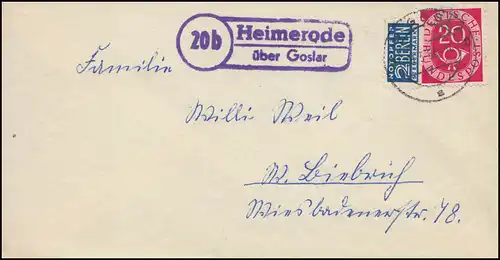 20b
Heimerode
über Goslar
NOTOPFER
2 BERLIN
STEUERMARKE
DEUTSCHE
BUNDESPOST
20
Familie
Willi Weil
W. Biebrich
Wiesbadenerstr. 78.